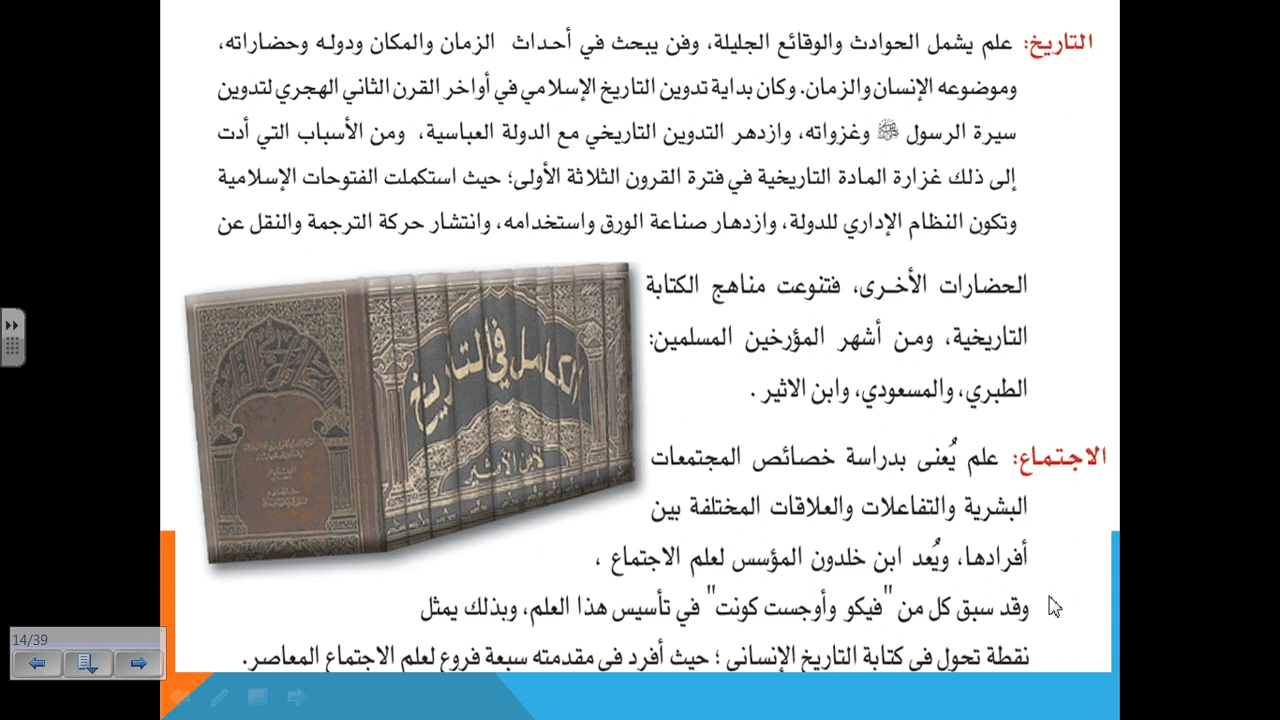 التاريخ: علم يشمل الحوادث والوقائع الجليلة، وفن يبحث في أحداث الزمان والمكان ودوله وحضاراته،
وموضوعه الإنسان والزمان. وكان بداية تدوين التاريخ الإسلامي في أواخر القرن الثاني الهجري لتدوين
سيرة الرسول ﷺ وغزواته، وازدهر التدوين التاريخي مع الدولة العباسية، ومن الأسباب التي أدت
إلى ذلك غزارة المادة التاريخية في فترة القرون الثلاثة الأولى؛ حيث استكملت الفتوحات الإسلامية
وتكون النظام الإداري للدولة، وازدهار صناعة الورق واستخدامه، وانتشار حركة الترجمة والنقل عن
الحضارات الأخرى، فتنوعت مناهج الكتابة
التاريخية، ومن أشهر المؤرخين المسلمين:
الطبري، والمسعودي، وابن الاثير .
الكامل في التاريخ
لابن الأثير
الاجتماع: علم يُعنى بدراسة خصائص المجتمعات
البشرية والتفاعلات والعلاقات المختلفة بين
أفرادها، ويُعد ابن خلدون المؤسس لعلم الاجتماع ،
وقد سبق كل من "فيكو وأوجست كونت" في تأسيس هذا العلم، وبذلك يمثل
نقطة تحول في كتابة التاريخ الإنساني ؛ حيث أفرد في مقدمته سبعة فروع لعلم الاجتماع المعاصر.
14/39